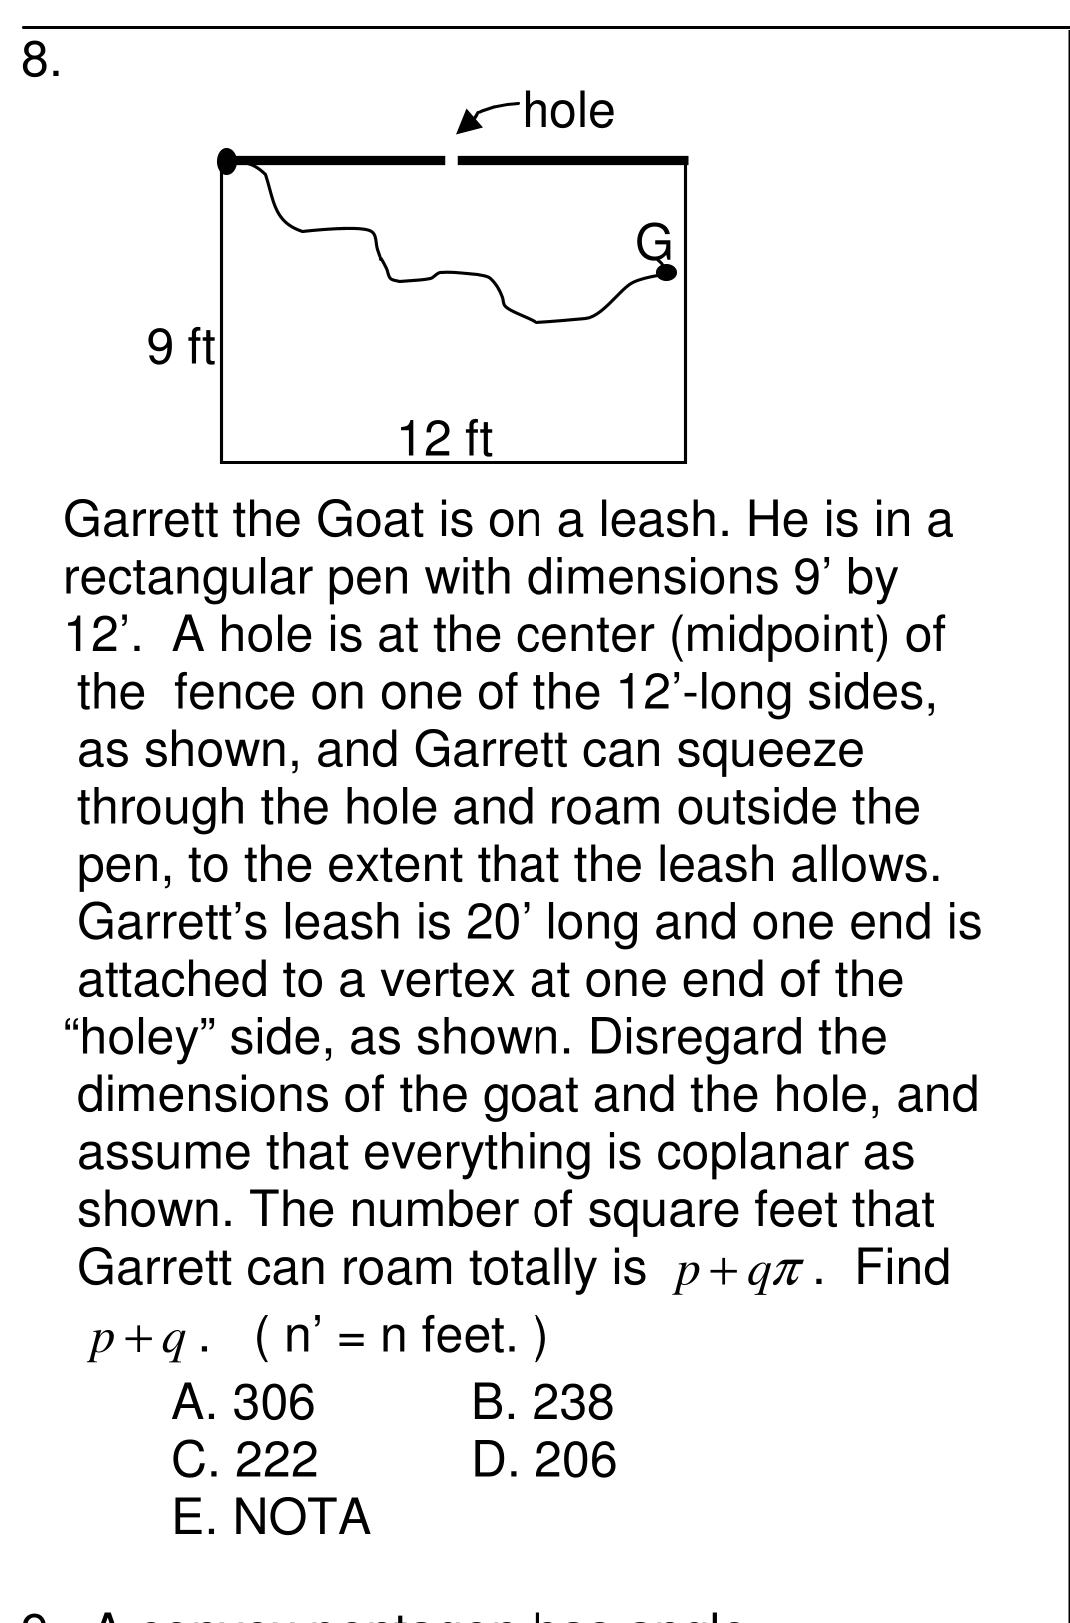 8.
hole
G
9 ft
12 ft
Garrett the Goat is on a leash. He is in a
rectangular pen with dimensions 9’ by
12’.  A hole is at the center (midpoint) of
the  fence on one of the 12’-long sides,
as shown, and Garrett can squeeze
through the hole and roam outside the
pen, to the extent that the leash allows.
Garrett’s leash is 20’ long and one end is
attached to a vertex at one end of the
“holey” side, as shown. Disregard the
dimensions of the goat and the hole, and
assume that everything is coplanar as
shown. The number of square feet that
Garrett can roam totally is p + qπ .  Find
p + q .   ( n’ = n feet. )
A. 306 B. 238
C. 222 D. 206
E. NOTA